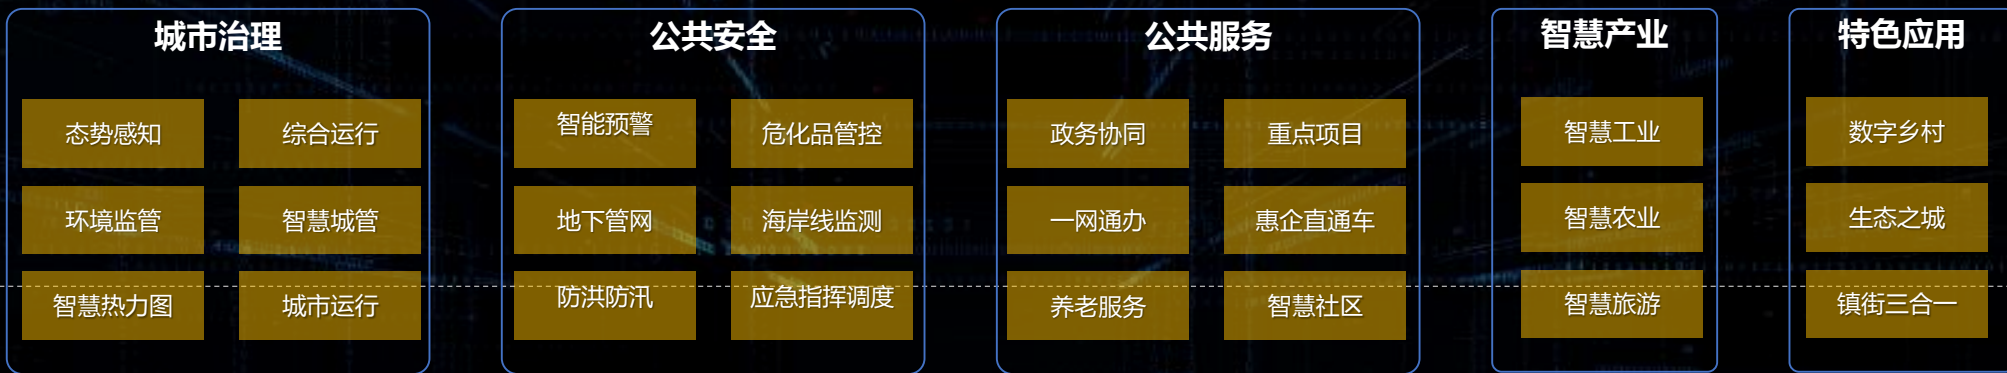 城市治理
态势感知
综合运行
环境监管
智慧城管
智慧热力图
城市运行
公共安全
智能预警
危化品管控
地下管网
海岸线监测
防洪防汛
应急指挥调度
公共服务
政务协同
重点项目
一网通办
惠企直通车
养老服务
智慧社区
智慧产业
智慧工业
智慧农业
智慧旅游
特色应用
数字乡村
生态之城
镇街三合一